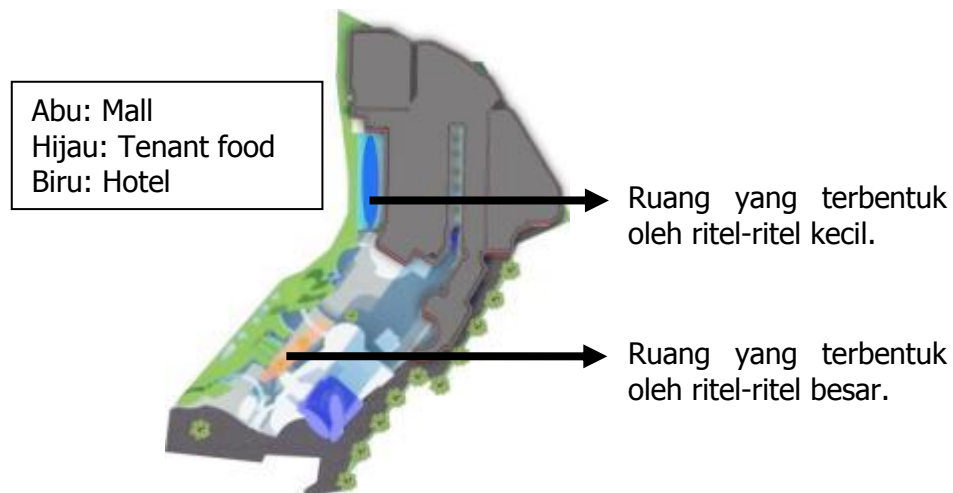 Abu: Mall
Hijau: Tenant food
Biru: Hotel
Ruang yang terbentuk
oleh ritel-ritel kecil.
Ruang yang terbentuk
oleh ritel-ritel besar.